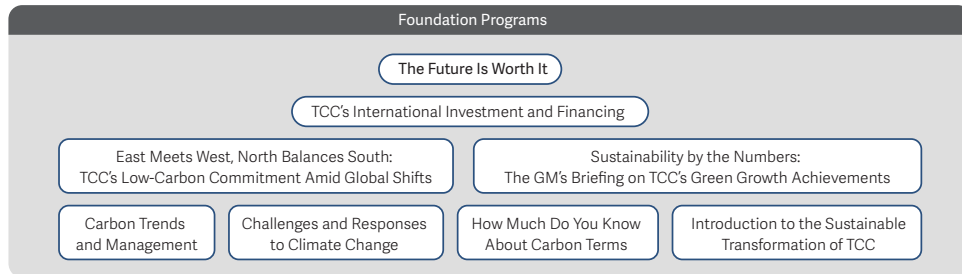 Foundation Programs
The Future Is Worth It
TCC's International Investment and Financing
East Meets West, North Balances South:
TCC's Low-Carbon Commitment Amid Global Shifts
Sustainability by the Numbers:
The GM's Briefing on TCC's Green Growth Achievements
Carbon Trends
and Management
Challenges and Responses
to Climate Change
How Much Do You Know
About Carbon Terms
Introduction to the Sustainable
Transformation of TCC